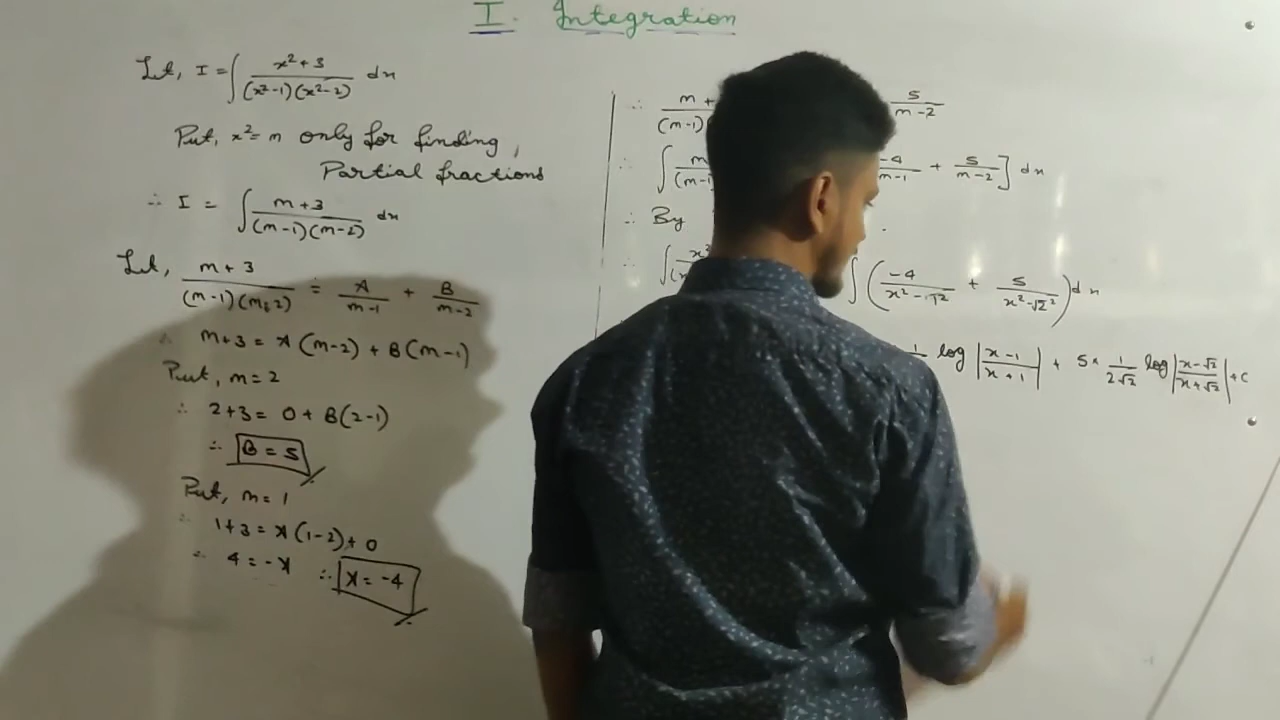 I. Integration
Let, I = ∫ (x² + 3)/((x²-1)(x²-2)) dx
Put, x² = m only for finding,
Partial fractions
∴ I = ∫ (m+3)/((m-1)(m-2)) dx
Let, (m+3)/((m-1)(m-2)) = A/(m-1) + B/(m-2)
∴ m+3 = A(m-2) + B(m-1)
Put, m=2
∴ 2+3 = 0 + B(2-1)
∴ B = 5
Put, m=1
∴ 1+3 = A(1-2) + 0
∴ 4 = -A ∴ A = -4
∴ m+ (m-1) 5/(m-2)
∴ ∫ m (m-1 -4/(m-1) + 5/(m-2) ] dx
∴ By
∴ ∫ x² ∫ ( -4/(x²-1²) + 5/(x²-√2²) ) dx
log |(x-1)/(x+1)| + 5 × 1/(2√2) log |(x-√2)/(x+√2)| + c